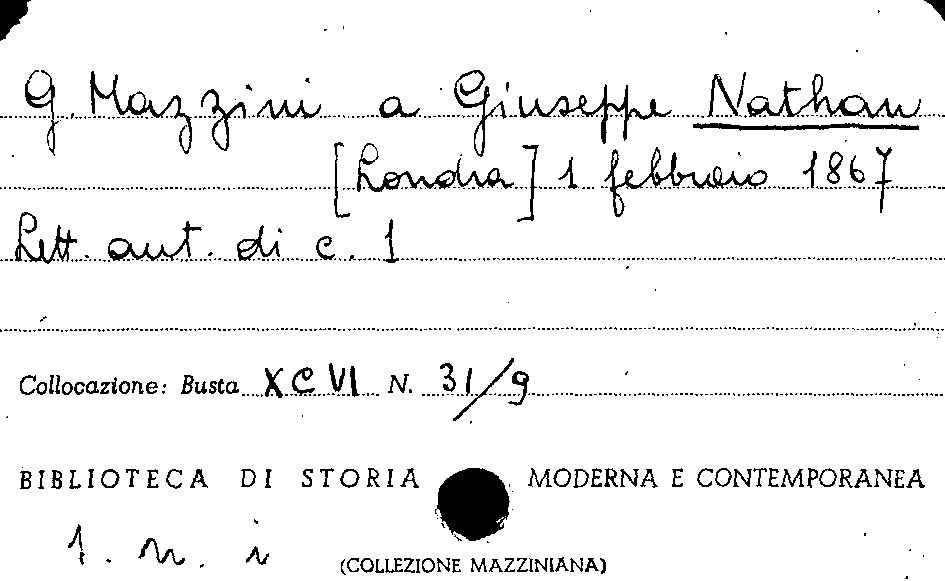 G. Mazzini a Giuseppe Nathan
[Londra] 1 febbraio 1867
Lett. aut. di c. 1
Collocazione: Busta XCVI N. 31/9
BIBLIOTECA DI STORIA MODERNA E CONTEMPORANEA
1. n. i
(COLLEZIONE MAZZINIANA)